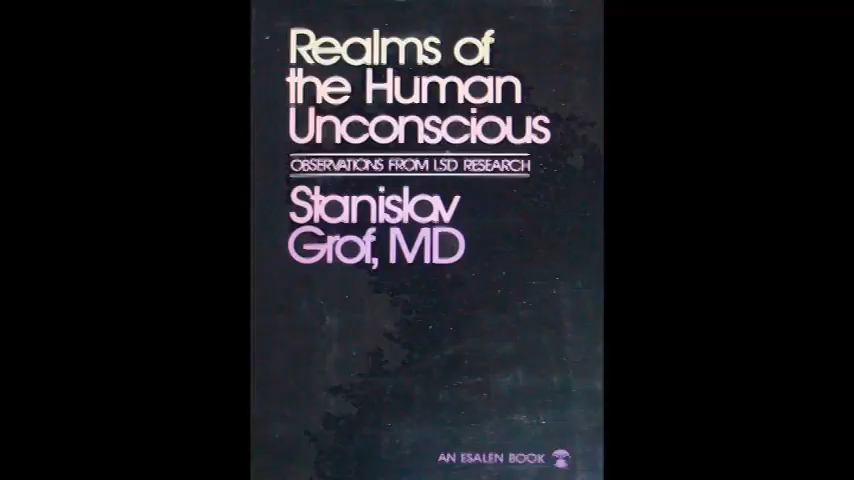 Realms of
the Human
Unconscious
OBSERVATIONS FROM LSD RESEARCH
Stanislav
Grof, MD
AN ESALEN BOOK